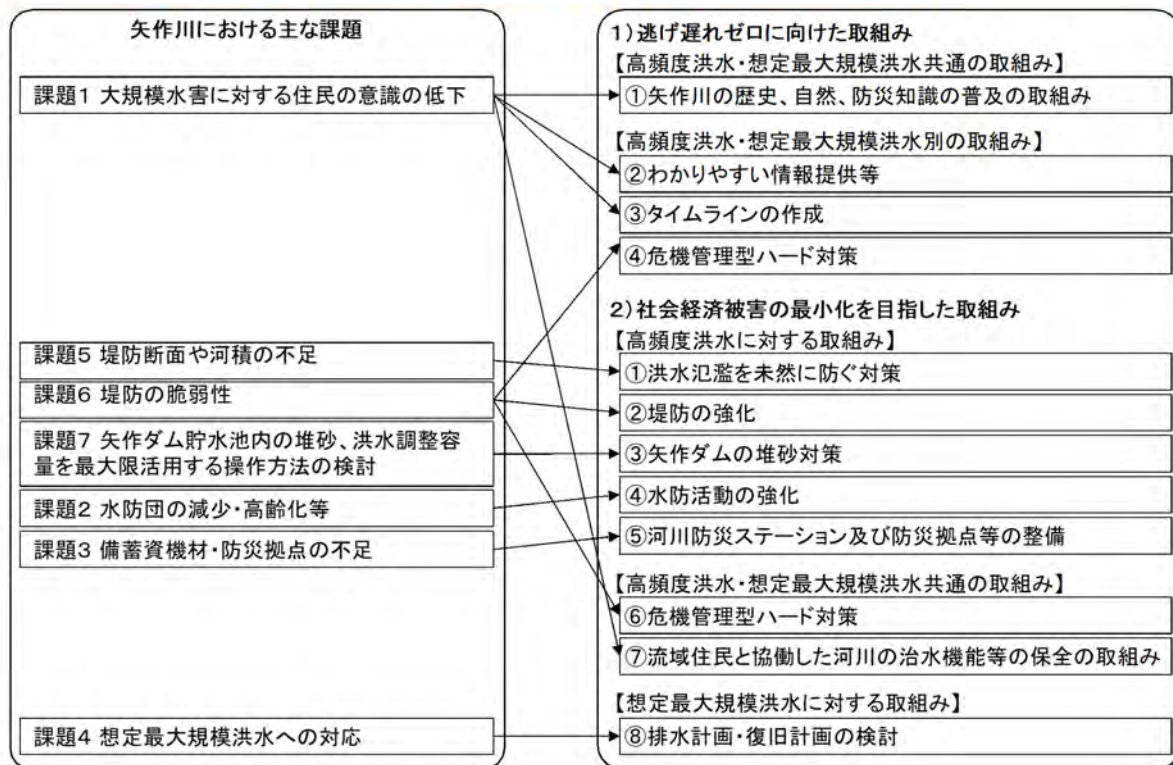 矢作川における主な課題
課題1 大規模水害に対する住民の意識の低下
課題5 堤防断面や河積の不足
課題6 堤防の脆弱性
課題7 矢作ダム貯水池内の堆砂、洪水調整容
量を最大限活用する操作方法の検討
課題2 水防団の減少・高齢化等
課題3 備蓄資機材・防災拠点の不足
課題4 想定最大規模洪水への対応
1)逃げ遅れゼロに向けた取組み
【高頻度洪水・想定最大規模洪水共通の取組み】
①矢作川の歴史、自然、防災知識の普及の取組み
【高頻度洪水・想定最大規模洪水別の取組み】
②わかりやすい情報提供等
③タイムラインの作成
④危機管理型ハード対策
2)社会経済被害の最小化を目指した取組み
【高頻度洪水に対する取組み】
①洪水氾濫を未然に防ぐ対策
②堤防の強化
③矢作ダムの堆砂対策
④水防活動の強化
⑤河川防災ステーション及び防災拠点等の整備
【高頻度洪水・想定最大規模洪水共通の取組み】
⑥危機管理型ハード対策
⑦流域住民と協働した河川の治水機能等の保全の取組み
【想定最大規模洪水に対する取組み】
⑧排水計画・復旧計画の検討